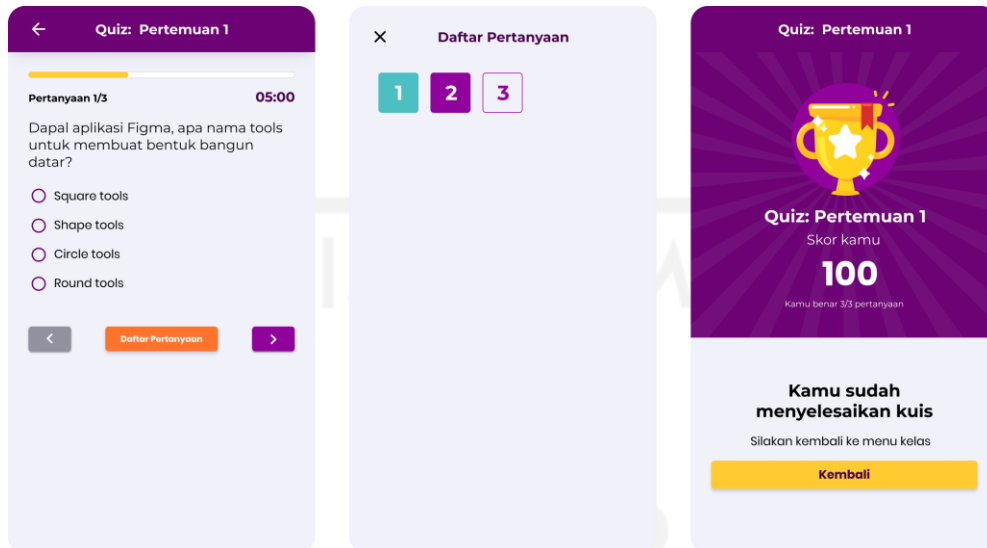 Quiz: Pertemuan 1
Pertanyaan 1/3
05:00
Dapal aplikasi Figma, apa nama tools
untuk membuat bentuk bangun
datar?
Square tools
Shape tools
Circle tools
Round tools
Daftar Pertanyaan
Daftar Pertanyaan
1
2
3
Quiz: Pertemuan 1
Quiz: Pertemuan 1
Skor kamu
100
Kamu benar 3/3 pertanyaan
Kamu sudah
menyelesaikan kuis
Silakan kembali ke menu kelas
Kembali